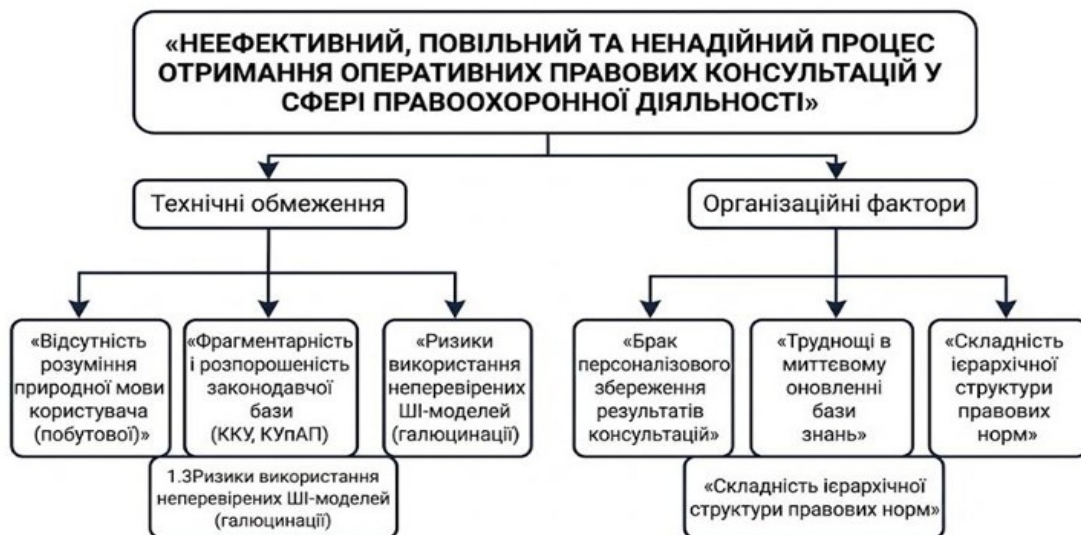 «НЕЕФЕКТИВНИЙ, ПОВІЛЬНИЙ ТА НЕНАДІЙНИЙ ПРОЦЕС
ОТРИМАННЯ ОПЕРАТИВНИХ ПРАВОВИХ КОНСУЛЬТАЦІЙ У
СФЕРІ ПРАВООХОРОННОЇ ДІЯЛЬНОСТІ»
Технічні обмеження
Організаційні фактори
«Відсутність
розуміння
природної мови
користувача
(побутової)»
«Фрагментарність
і розпорошеність
законодавчої
бази
(ККУ, КУпАП)
«Ризики
використання
неперевірених
ШІ-моделей
(галюцинації)
«Брак
персоналізового
збереження
результатів
консультацій»
«Труднощі в
миттєвому
оновленні
бази
знань»
«Складність
ієрархічної
структури
правових
норм»
1.3Ризики використання
неперевірених ШІ-моделей
(галюцинації)
«Складність ієрархічної
структури правових норм»